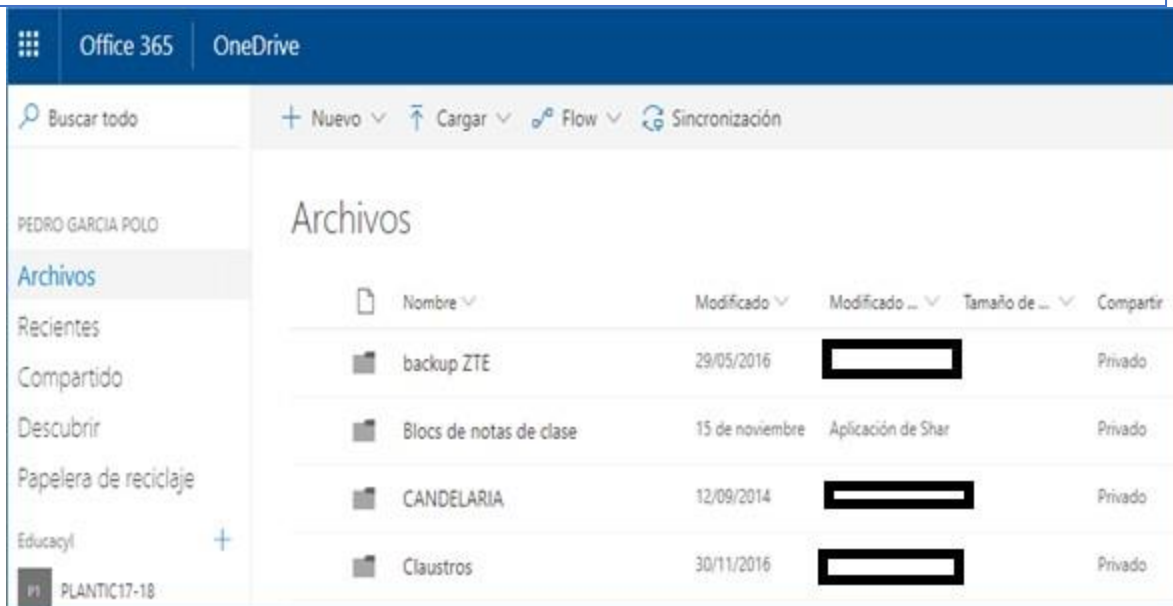 Office 365 OneDrive
Buscar todo
Nuevo Cargar Flow Sincronización
PEDRO GARCIA POLO
Archivos
Recientes
Compartido
Descubrir
Papelera de reciclaje
Educacyl +
P1 PLANTIC17-18
Archivos
Nombre Modificado Modificado ... Tamaño de ... Compartir
backup ZTE 29/05/2016 Privado
Blocs de notas de clase 15 de noviembre Aplicación de Shar Privado
CANDELARIA 12/09/2014 Privado
Claustros 30/11/2016 Privado